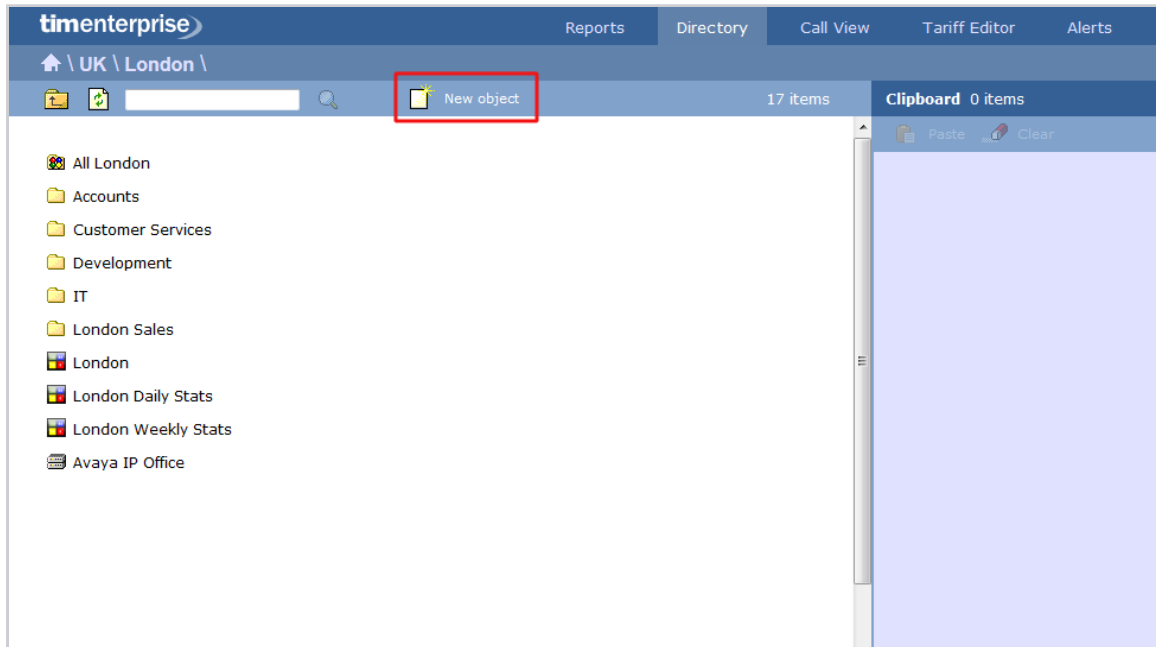 timenterprise
Reports Directory Call View Tariff Editor Alerts
\ UK \ London \
New object 17 items Clipboard 0 items
Paste Clear
All London
Accounts
Customer Services
Development
IT
London Sales
London
London Daily Stats
London Weekly Stats
Avaya IP Office